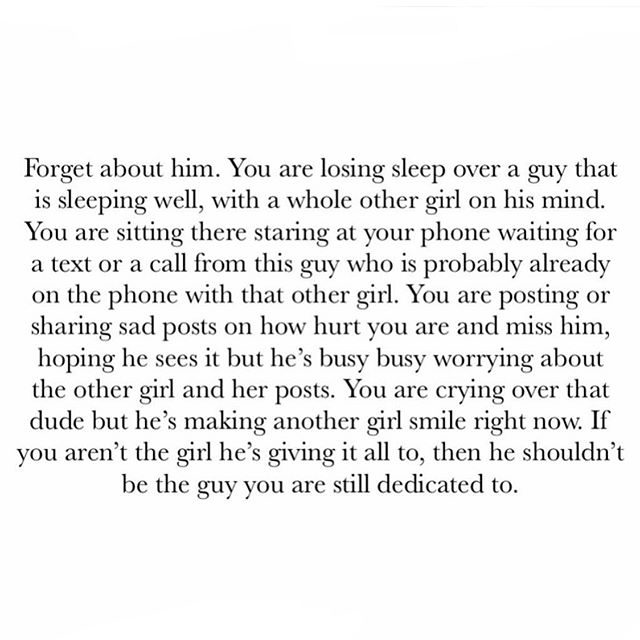 Forget about him. You are losing sleep over a guy that
is sleeping well, with a whole other girl on his mind.
You are sitting there staring at your phone waiting for
a text or a call from this guy who is probably already
on the phone with that other girl. You are posting or
sharing sad posts on how hurt you are and miss him,
hoping he sees it but he’s busy busy worrying about
the other girl and her posts. You are crying over that
dude but he’s making another girl smile right now. If
you aren’t the girl he’s giving it all to, then he shouldn’t
be the guy you are still dedicated to.